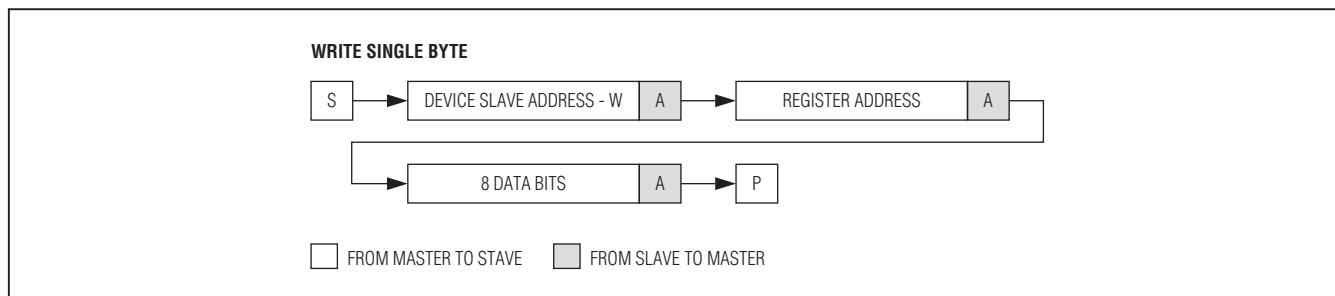 WRITE SINGLE BYTE
S DEVICE SLAVE ADDRESS - W A REGISTER ADDRESS A
8 DATA BITS A P
FROM MASTER TO STAVE FROM SLAVE TO MASTER